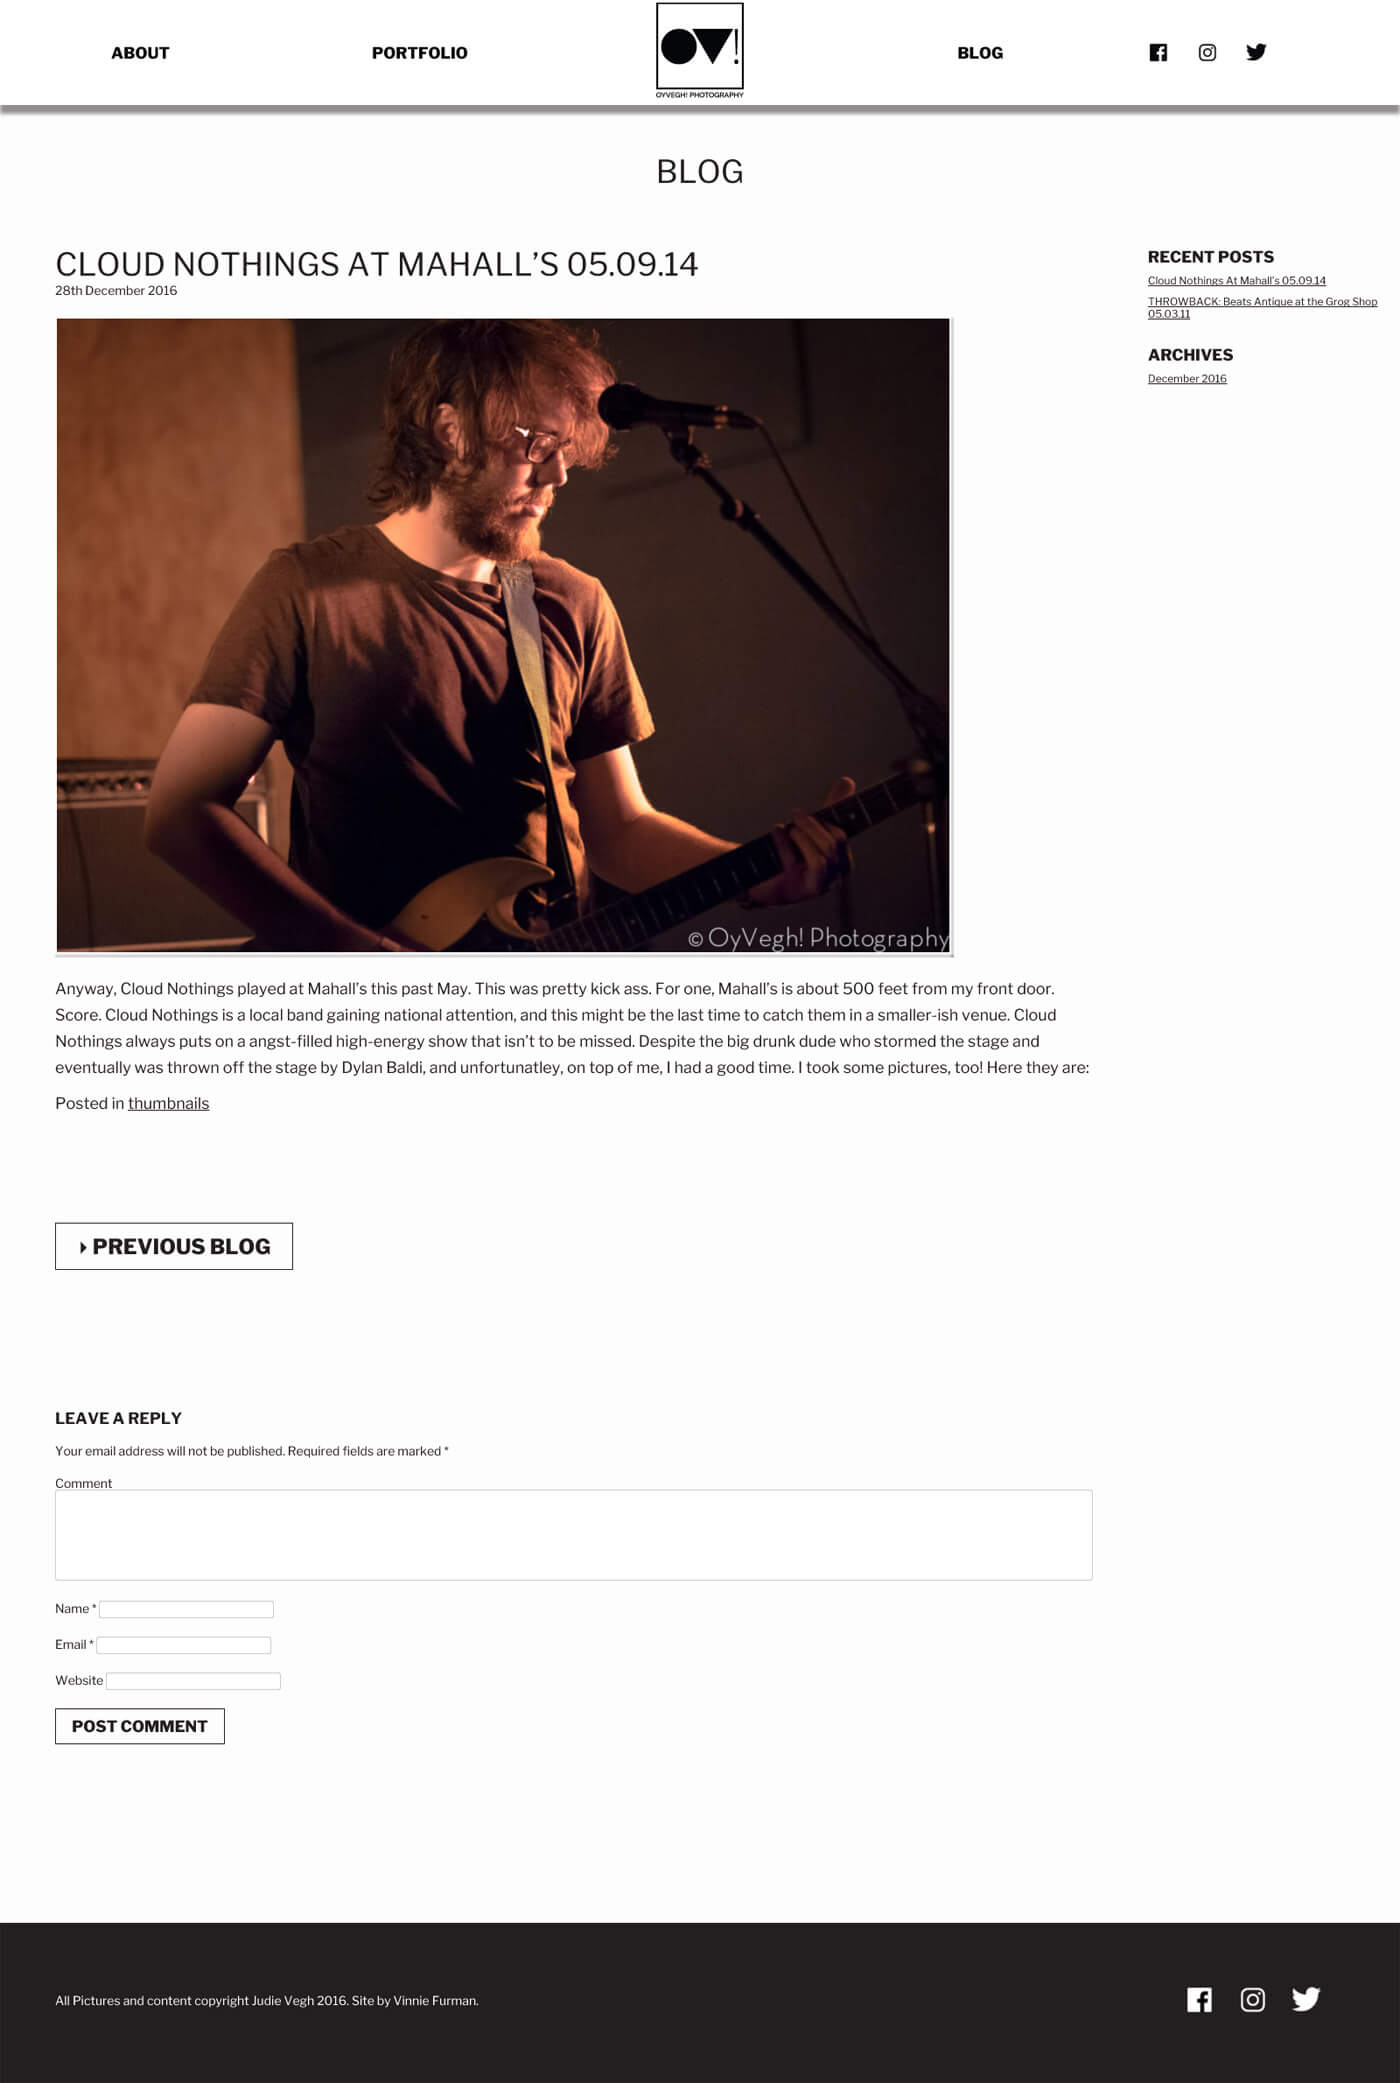 ABOUT
PORTFOLIO
OV!
OYVEGH! PHOTOGRAPHY
BLOG
BLOG
CLOUD NOTHINGS AT MAHALL’S 05.09.14
28th December 2016
© OyVegh! Photography
Anyway, Cloud Nothings played at Mahall’s this past May. This was pretty kick ass. For one, Mahall’s is about 500 feet from my front door.
Score. Cloud Nothings is a local band gaining national attention, and this might be the last time to catch them in a smaller-ish venue. Cloud
Nothings always puts on a angst-filled high-energy show that isn’t to be missed. Despite the big drunk dude who stormed the stage and
eventually was thrown off the stage by Dylan Baldi, and unfortunatley, on top of me, I had a good time. I took some pictures, too! Here they are:
Posted in thumbnails
PREVIOUS BLOG
LEAVE A REPLY
Your email address will not be published. Required fields are marked *
Comment
Name *
Email *
Website
POST COMMENT
RECENT POSTS
Cloud Nothings At Mahall’s 05.09.14
THROWBACK: Beats Antique at the Grog Shop
05.03.11
ARCHIVES
December 2016
All Pictures and content copyright Judie Vegh 2016. Site by Vinnie Furman.